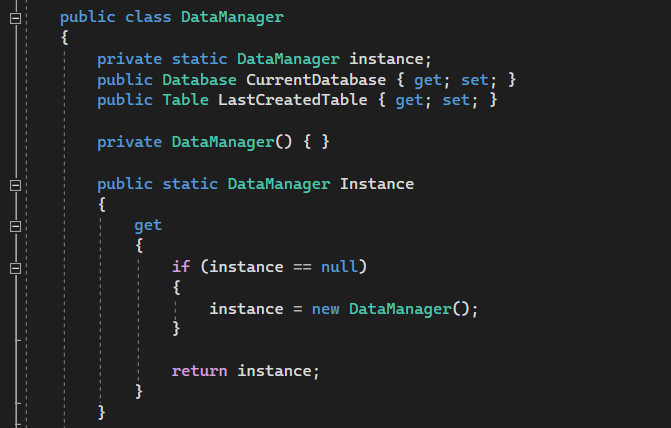 public class DataManager
{
private static DataManager instance;
public Database CurrentDatabase { get; set; }
public Table LastCreatedTable { get; set; }
private DataManager() { }
public static DataManager Instance
{
get
{
if (instance == null)
{
instance = new DataManager();
}
return instance;
}
}